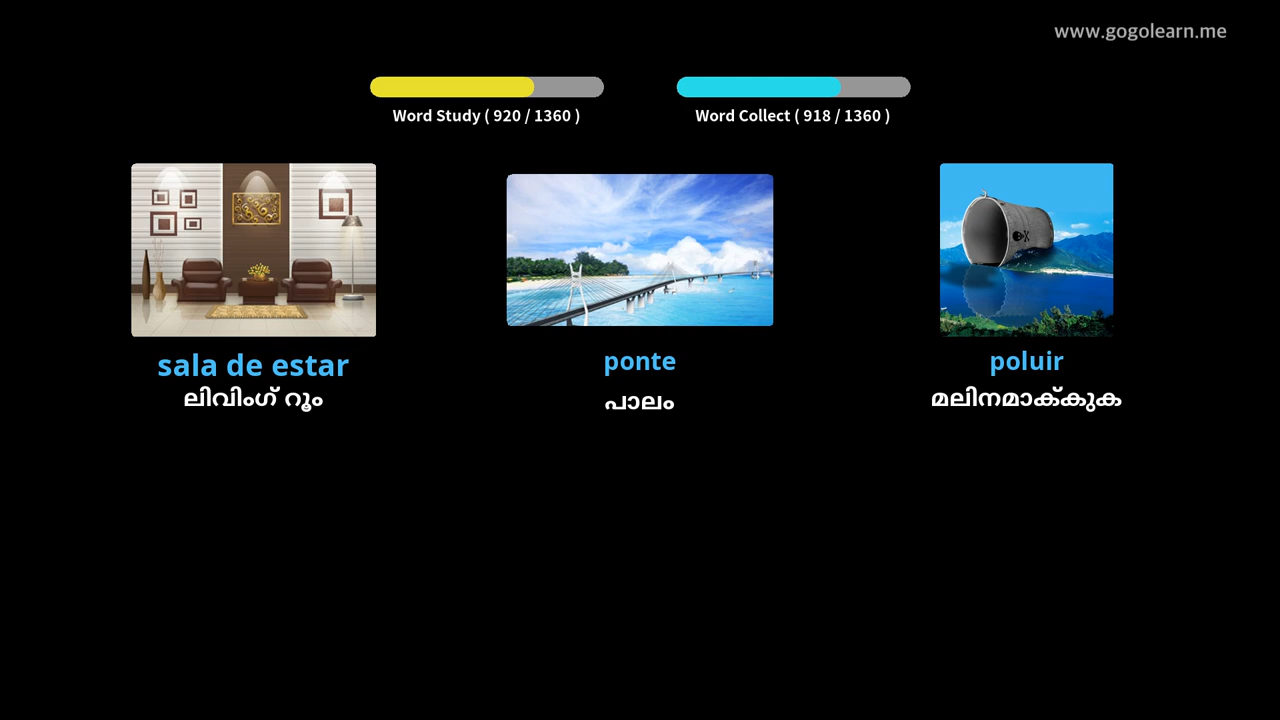 www.gogolearn.me
Word Study ( 920 / 1360 )
Word Collect ( 918 / 1360 )
sala de estar
ലിവിംഗ് റൂം
ponte
പാലം
poluir
മലിനമാക്കുക